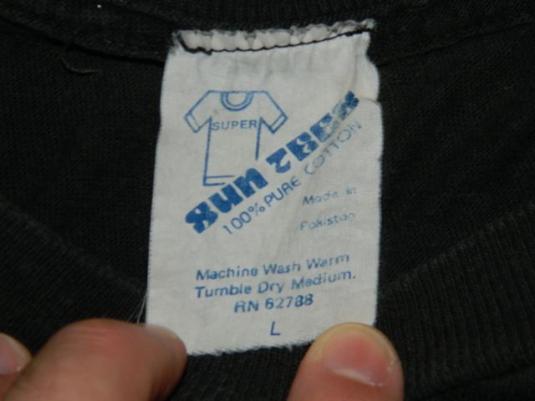 SUPER
SUN TEES
100% PURE COTTON
Made in
Pakistan
Machine Wash Warm
Tumble Dry Medium.
RN 62788
L